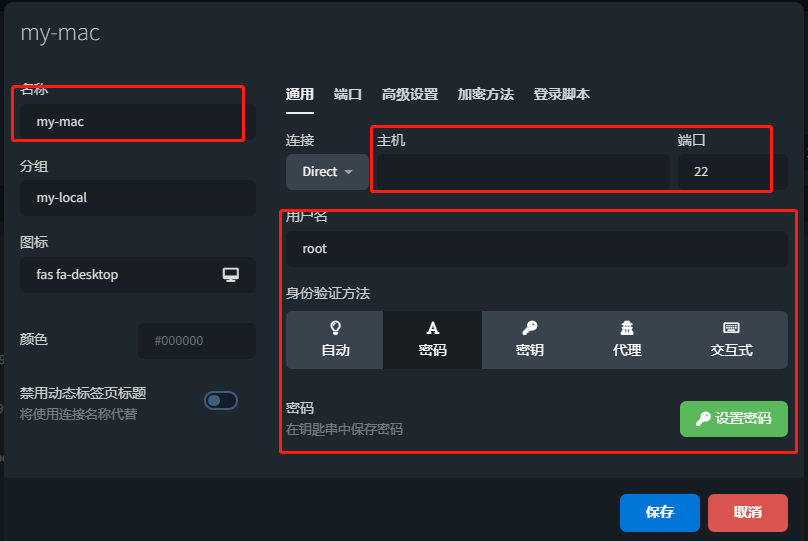 my-mac
名称
my-mac
分组
my-local
图标
fas fa-desktop
颜色
#000000
禁用动态标签页标题
将使用连接名称代替
通用 端口 高级设置 加密方法 登录脚本
连接 主机 端口
Direct 22
用户名
root
身份验证方法
自动 密码 密钥 代理 交互式
密码
在钥匙串中保存密码
设置密码
保存 取消